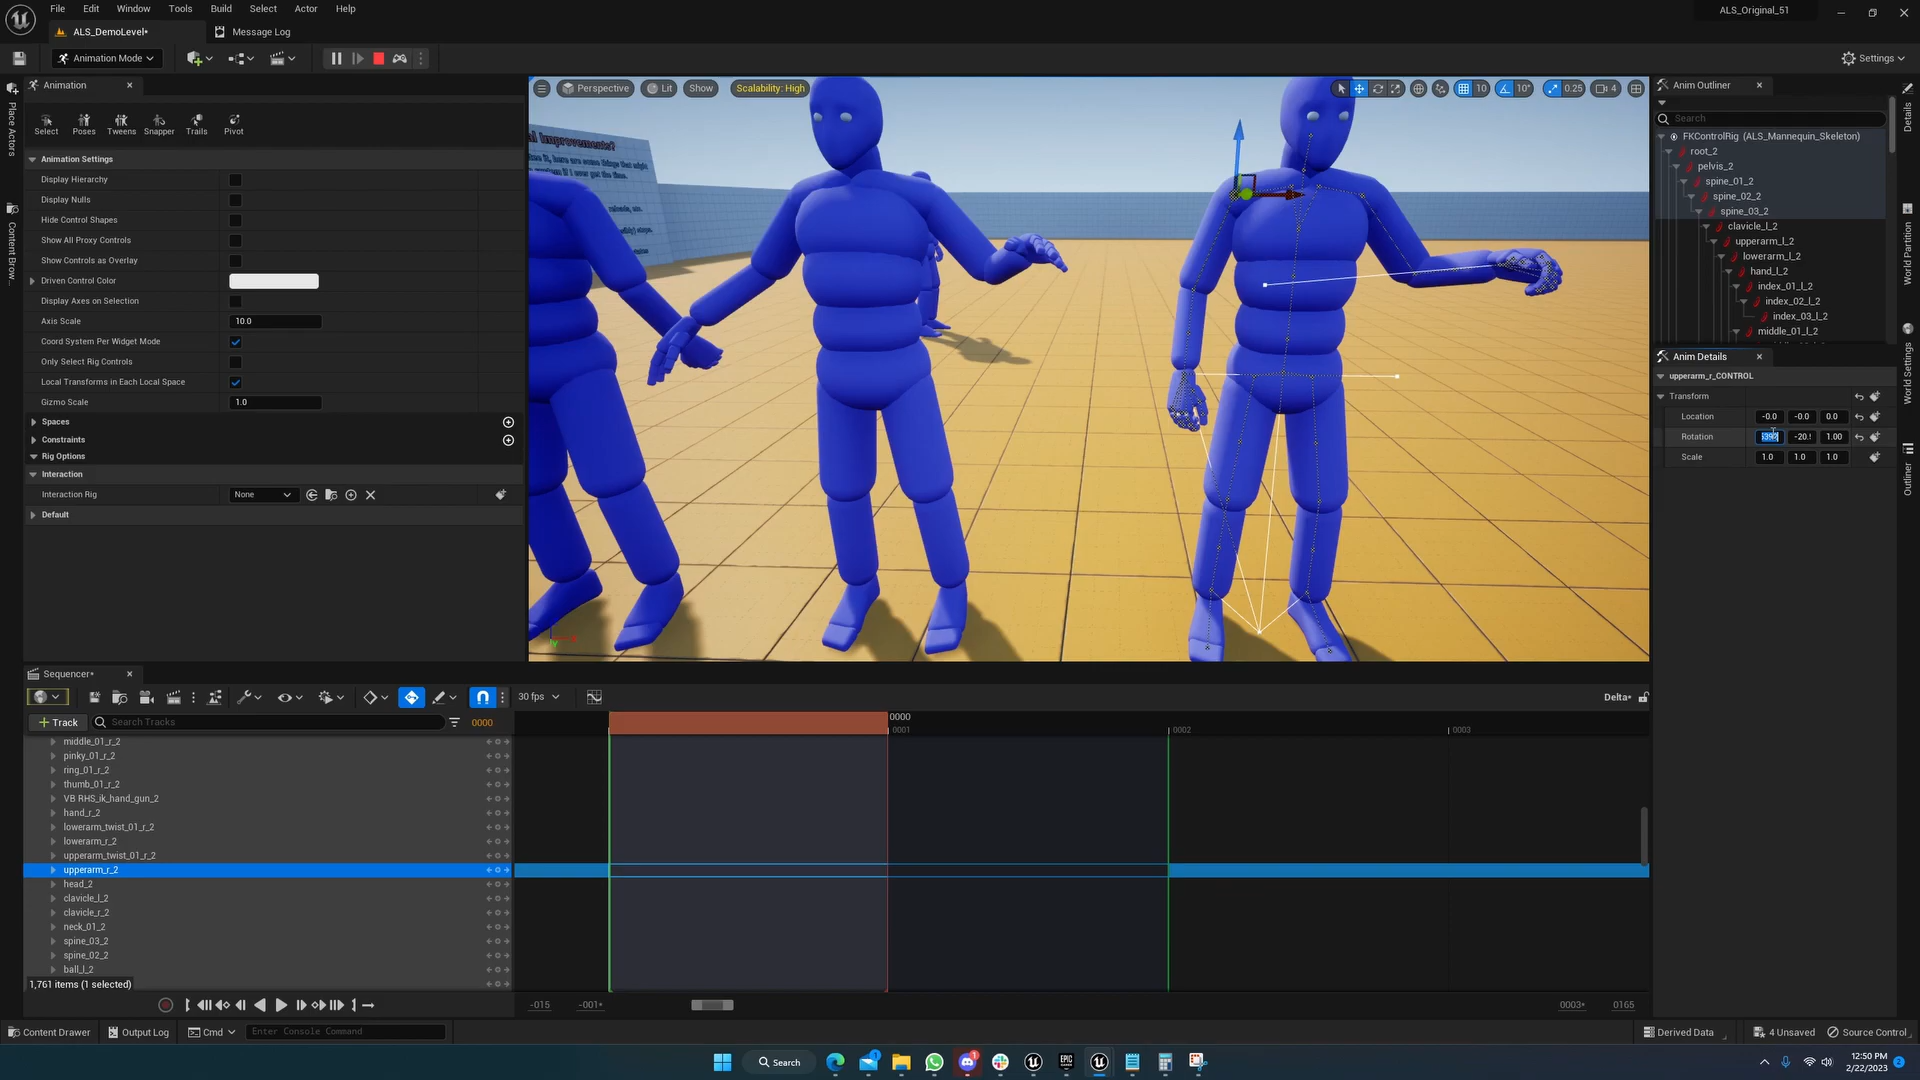 File Edit Window Tools Build Select Actor Help
ALS_Original_51
ALS_DemoLevel*
Message Log
Animation Mode
Settings
Place Actors
Content Brow...
Animation
Select Poses Tweens Snapper Trails Pivot
Animation Settings
Display Hierarchy
Display Nulls
Hide Control Shapes
Show All Proxy Controls
Show Controls as Overlay
Driven Control Color
Display Axes on Selection
Axis Scale 10.0
Coord System Per Widget Mode
Only Select Rig Controls
Local Transforms in Each Local Space
Gizmo Scale 1.0
Spaces
Constraints
Rig Options
Interaction
Interaction Rig None
Default
Perspective Lit Show Scalability: High
10 10° 0.25 4
Improvements?
Anim Outliner
Search
FKControlRig (ALS_Mannequin_Skeleton)
root_2
pelvis_2
spine_01_2
spine_02_2
spine_03_2
clavicle_l_2
upperarm_l_2
lowerarm_l_2
hand_l_2
index_01_l_2
index_02_l_2
index_03_l_2
middle_01_l_2
Anim Details
upperarm_r_CONTROL
Transform
Location -0.0 -0.0 0.0
Rotation -20.! 1.00
Scale 1.0 1.0 1.0
Details
World Partition
World Settings
Outliner
Sequencer*
30 fps
Delta*
Track
Search Tracks
0000
0000
0001 0002 0003
middle_01_r_2
pinky_01_r_2
ring_01_r_2
thumb_01_r_2
VB RHS_ik_hand_gun_2
hand_r_2
lowerarm_twist_01_r_2
lowerarm_r_2
upperarm_twist_01_r_2
upperarm_r_2
head_2
clavicle_l_2
clavicle_r_2
neck_01_2
spine_03_2
spine_02_2
ball_l_2
1,761 items (1 selected)
-015 -001* 0003* 0165
Content Drawer Output Log Cmd Enter Console Command
Derived Data 4 Unsaved Source Control
Search
1
1
EPIC
12:50 PM
2/22/2023
2